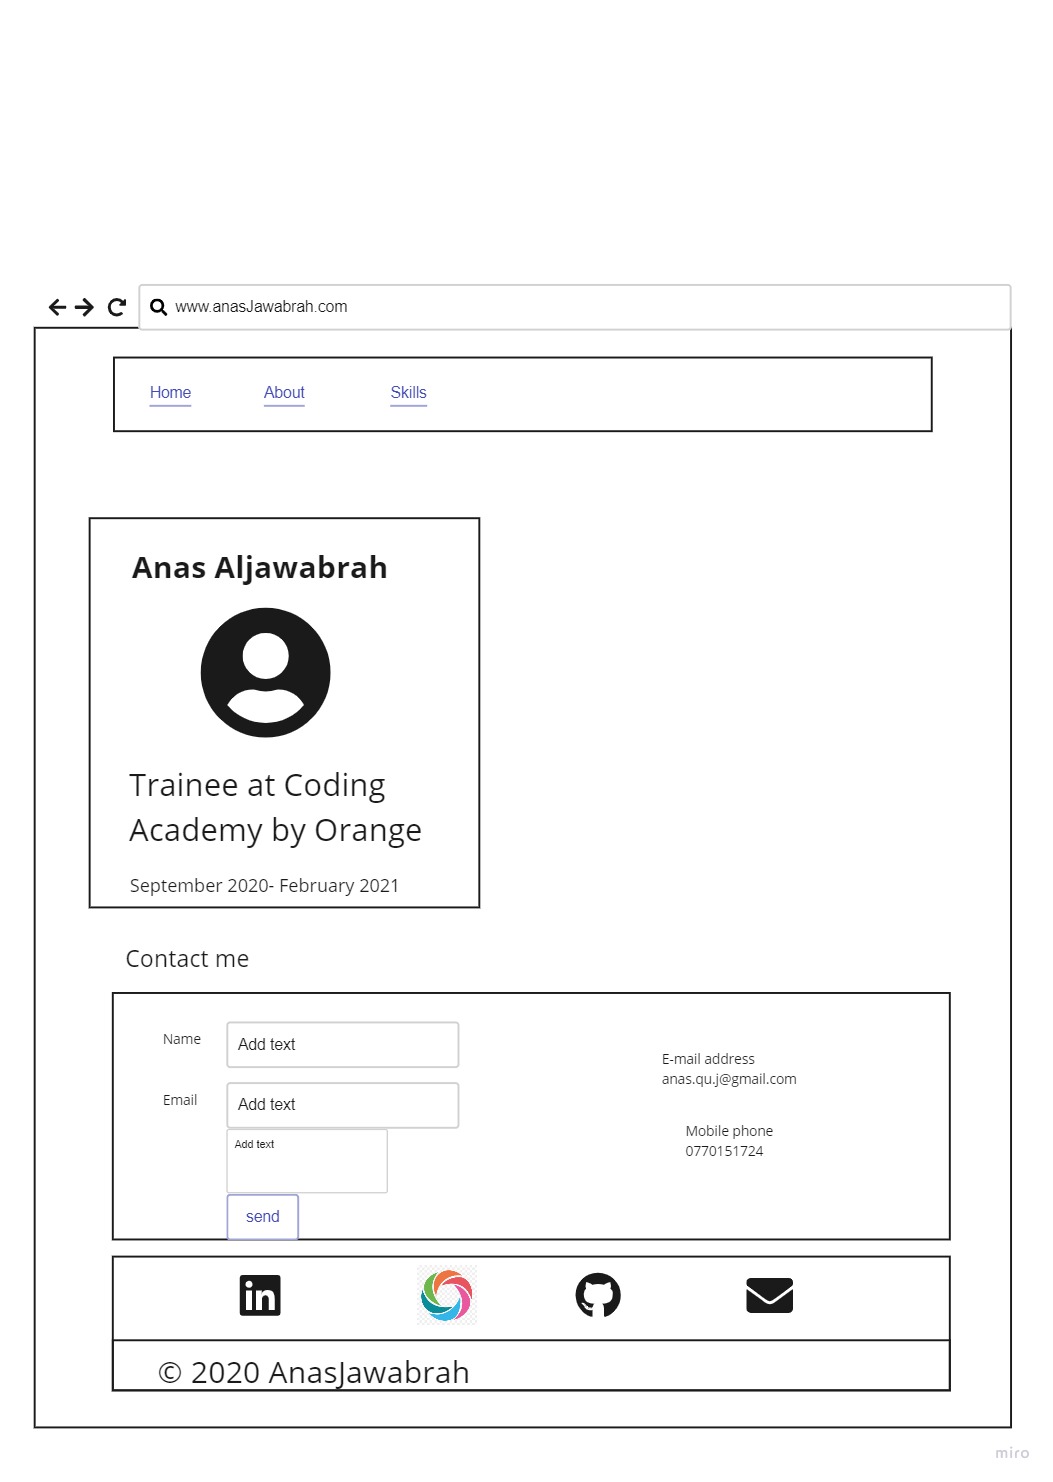 www.anasJawabrah.com
Home About Skills
Anas Aljawabrah
Trainee at Coding
Academy by Orange
September 2020- February 2021
Contact me
Name
Add text
Email
Add text
Add text
send
E-mail address
anas.qu.j@gmail.com
Mobile phone
0770151724
in
© 2020 AnasJawabrah
miro